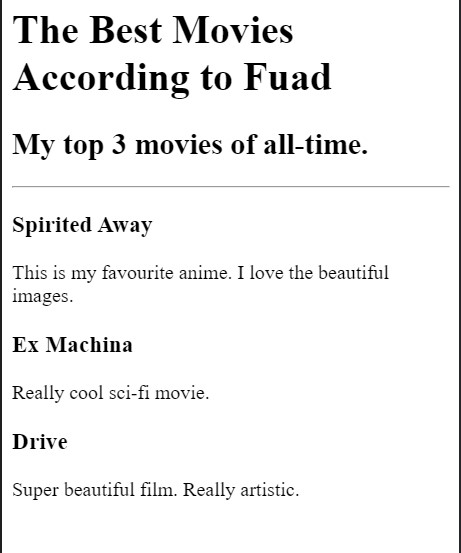 The Best Movies
According to Fuad
My top 3 movies of all-time.
Spirited Away
This is my favourite anime. I love the beautiful
images.
Ex Machina
Really cool sci-fi movie.
Drive
Super beautiful film. Really artistic.